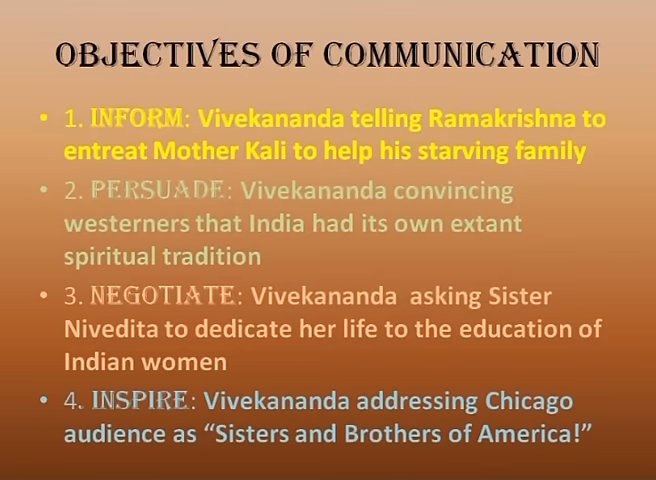 OBJECTIVES OF COMMUNICATION
• 1. INFORM: Vivekananda telling Ramakrishna to
entreat Mother Kali to help his starving family
• 2. PERSUADE: Vivekananda convincing
westerners that India had its own extant
spiritual tradition
• 3. NEGOTIATE: Vivekananda  asking Sister
Nivedita to dedicate her life to the education of
Indian women
• 4. INSPIRE: Vivekananda addressing Chicago
audience as “Sisters and Brothers of America!”